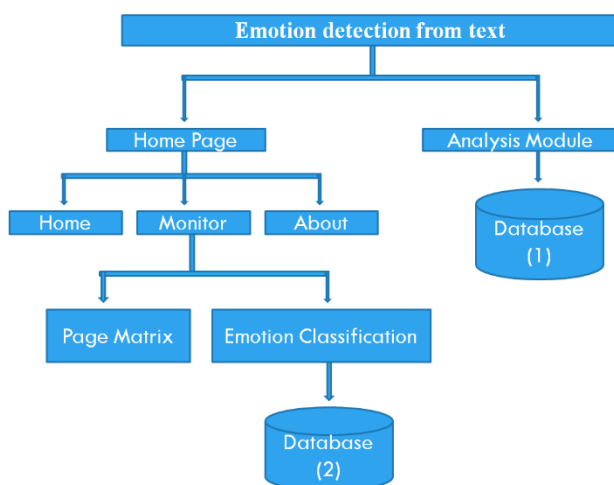 Emotion detection from text
Home Page
Analysis Module
Home
Monitor
About
Database
(1)
Page Matrix
Emotion Classification
Database
(2)